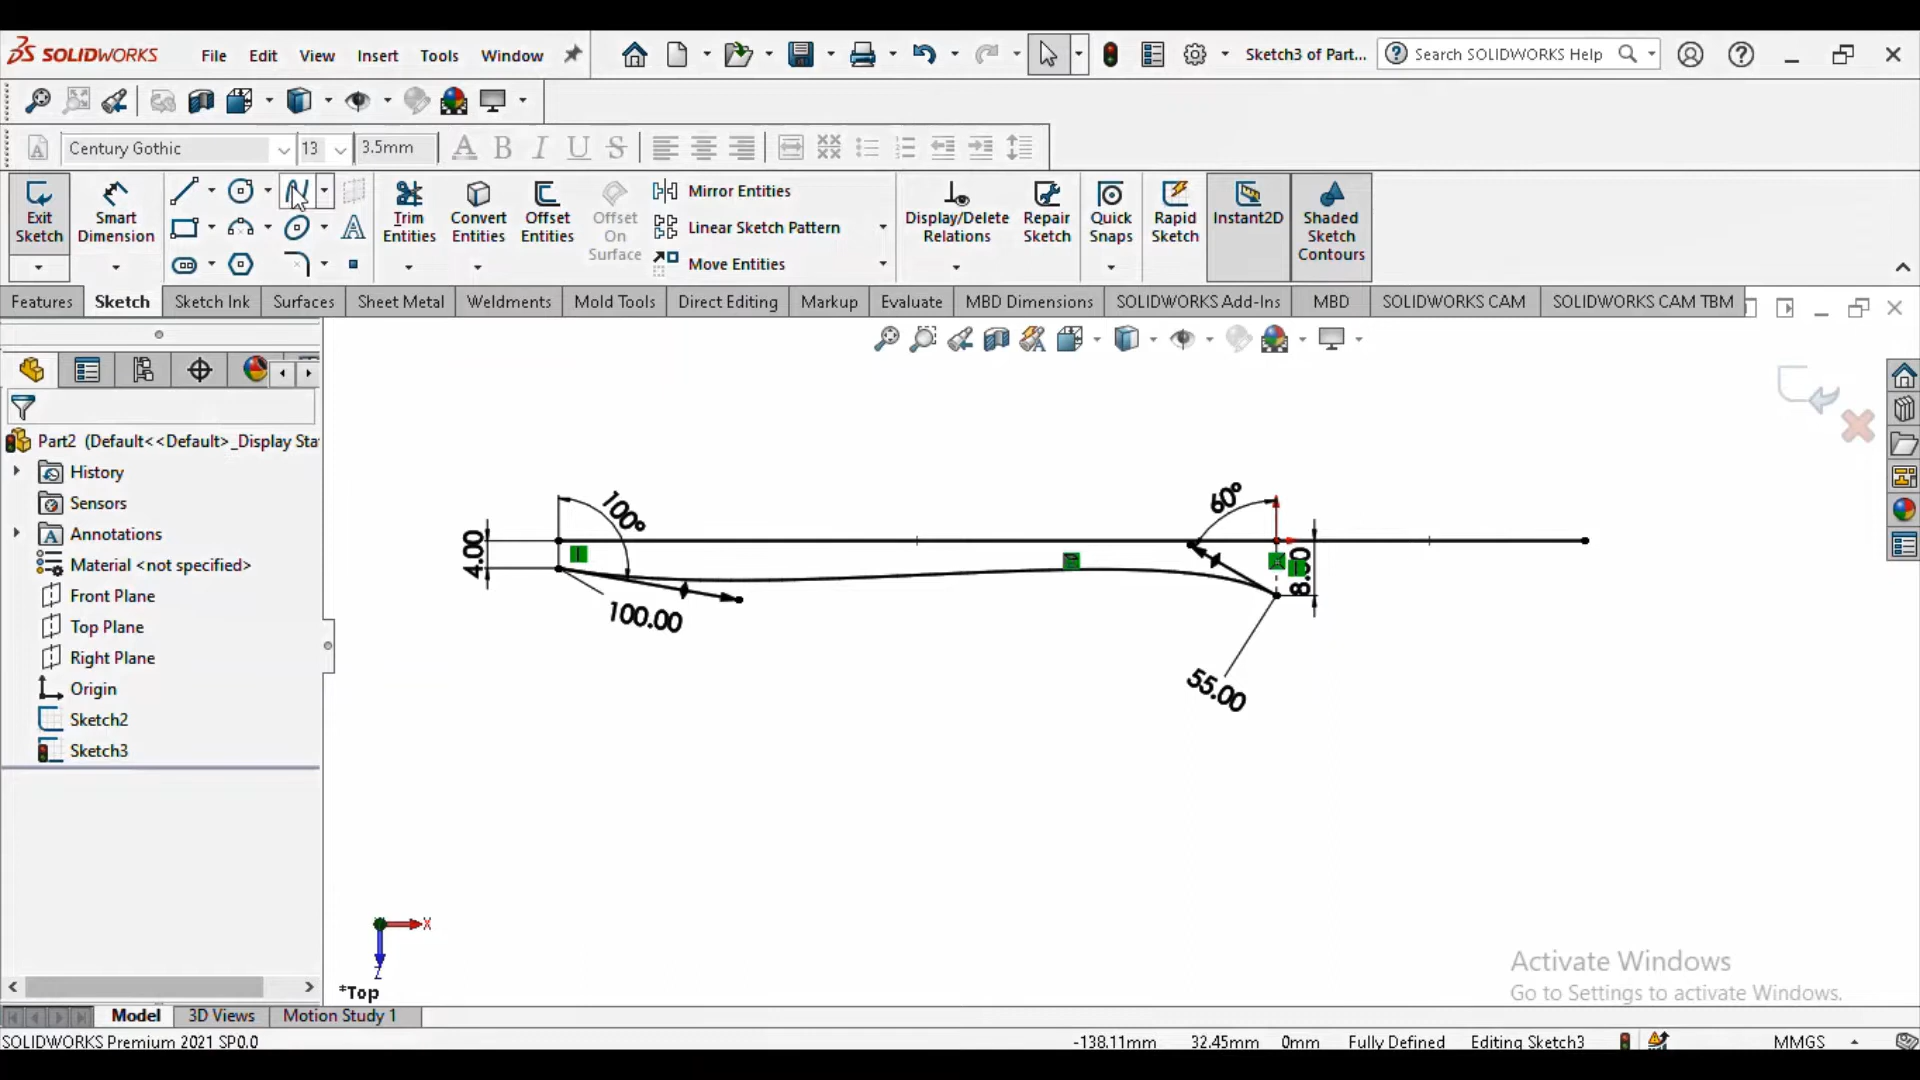 SOLIDWORKS File Edit View Insert Tools Window Sketch3 of Part... Search SOLIDWORKS Help
Century Gothic 13 3.5mm
Exit Sketch
Smart Dimension
Trim Entities
Convert Entities
Offset Entities
Offset On Surface
Mirror Entities
Linear Sketch Pattern
Move Entities
Display/Delete Relations
Repair Sketch
Quick Snaps
Rapid Sketch
Instant2D
Shaded Sketch Contours
Features Sketch Sketch Ink Surfaces Sheet Metal Weldments Mold Tools Direct Editing Markup Evaluate MBD Dimensions SOLIDWORKS Add-Ins MBD SOLIDWORKS CAM SOLIDWORKS CAM TBM
Part2 (Default<<Default>_Display Sta
History
Sensors
Annotations
Material <not specified>
Front Plane
Top Plane
Right Plane
Origin
Sketch2
Sketch3
100°
60°
4.00
100.00
55.00
X
Z
*Top
Activate Windows
Go to Settings to activate Windows.
Model 3D Views Motion Study 1
SOLIDWORKS Premium 2021 SP0.0 -138.11mm 32.45mm 0mm Fully Defined Editing Sketch3 MMGS